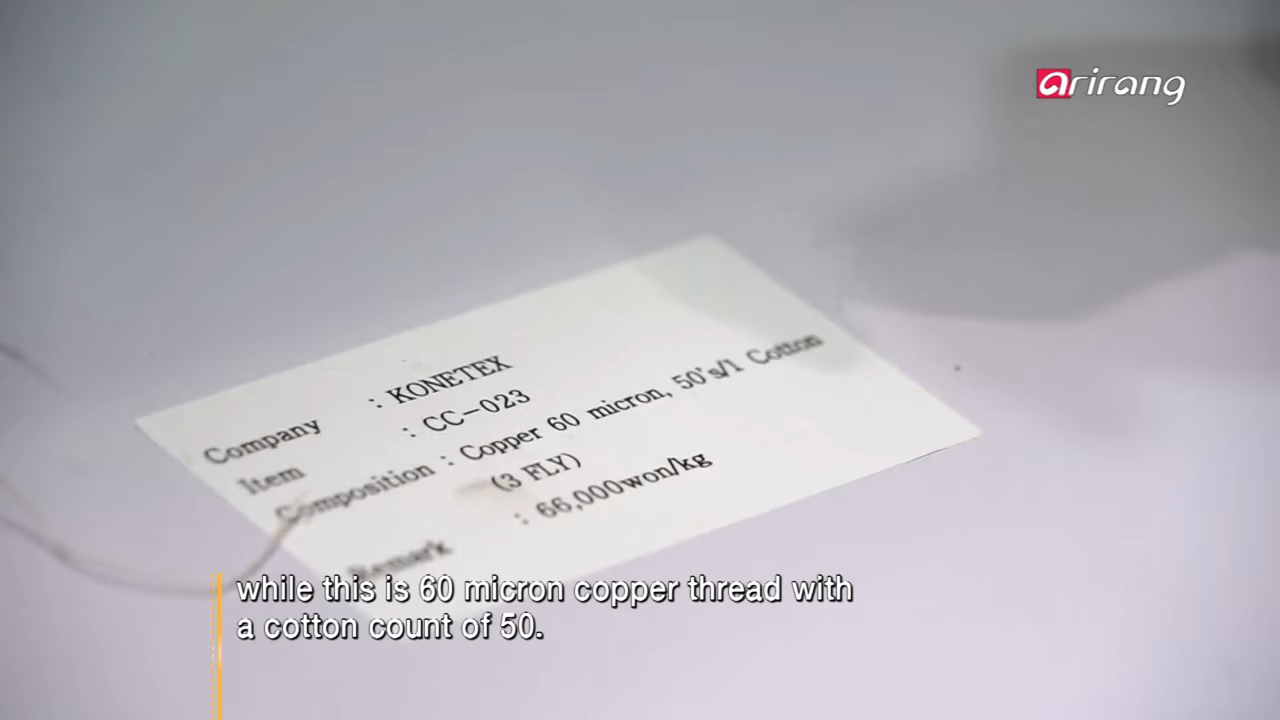 arirang
Company : KONETEX
Item : CC-023
Composition : Copper 60 micron, 50's/1 Cotton
(3 FLY)
Remark : 66,000won/kg
while this is 60 micron copper thread with
a cotton count of 50.